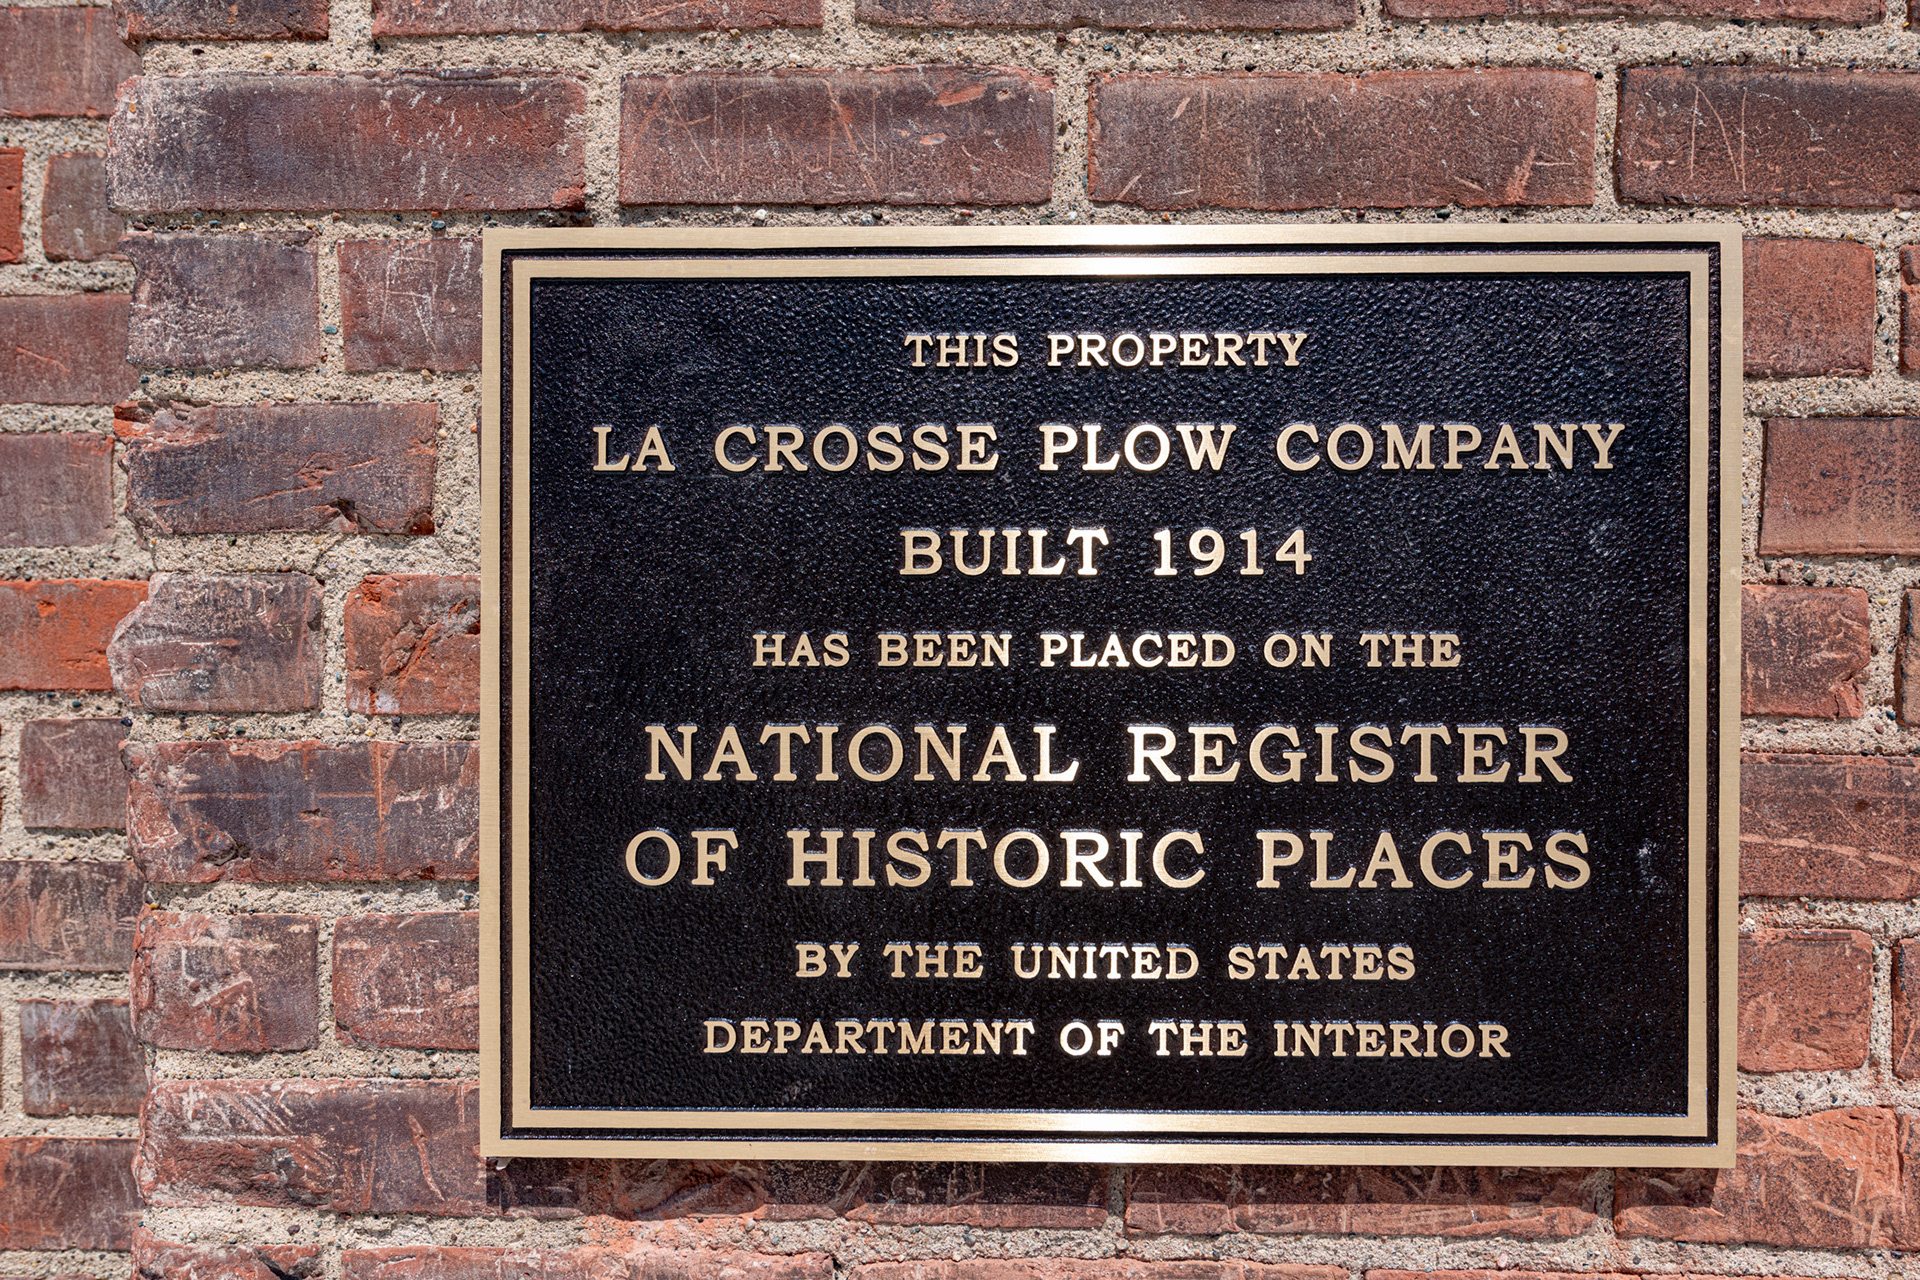 THIS PROPERTY
LA CROSSE PLOW COMPANY
BUILT 1914
HAS BEEN PLACED ON THE
NATIONAL REGISTER
OF HISTORIC PLACES
BY THE UNITED STATES
DEPARTMENT OF THE INTERIOR